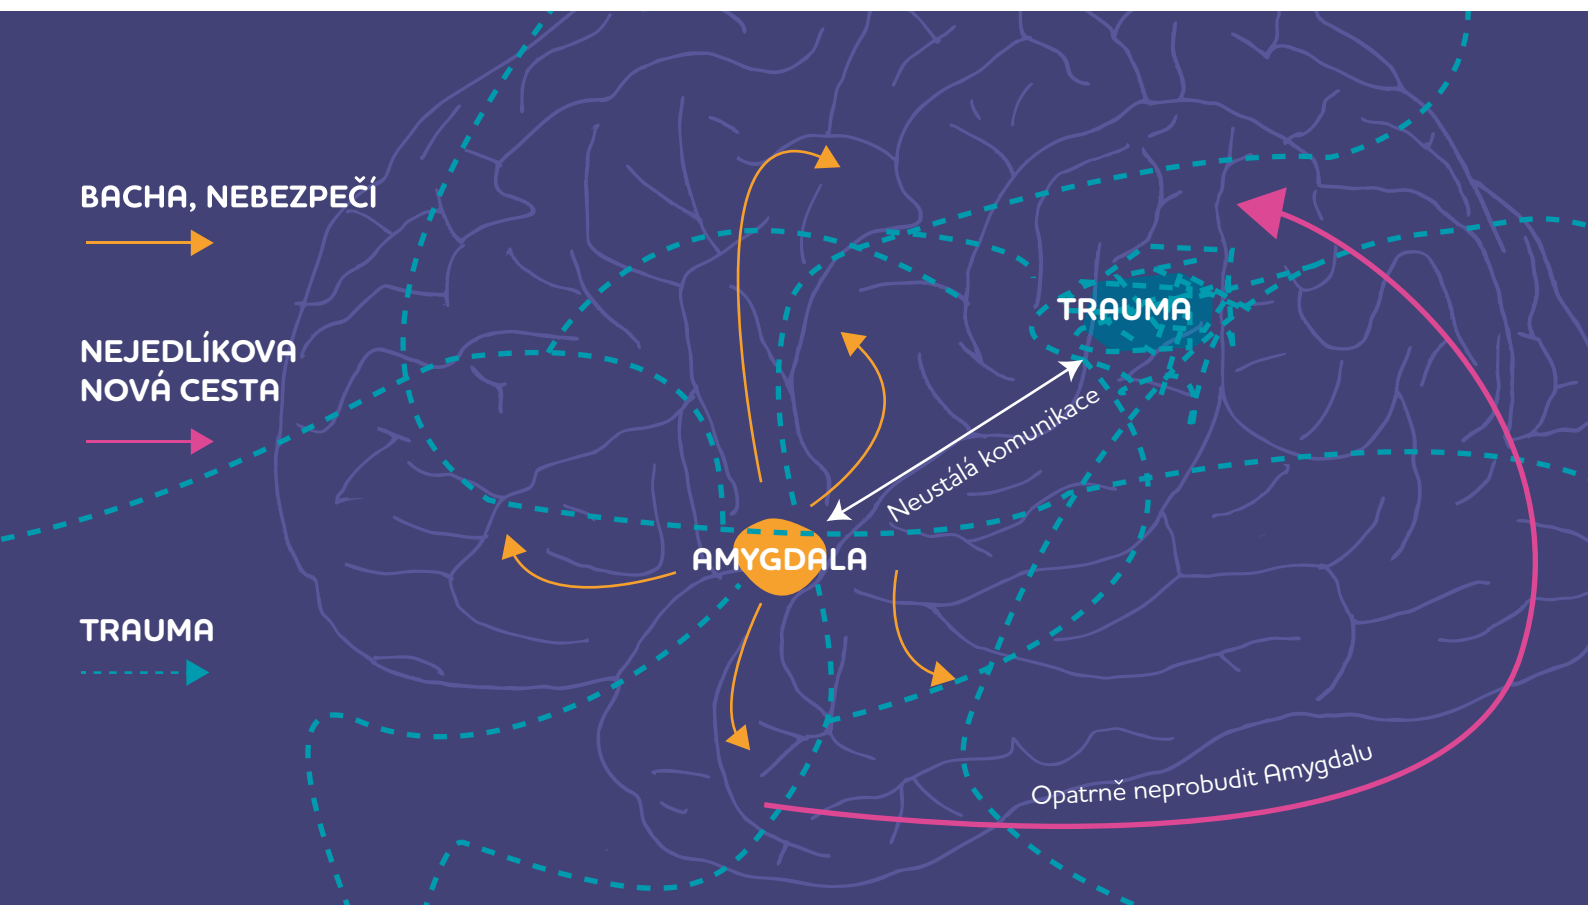 BACHA, NEBEZPEČÍ
NEJEDLÍKOVA
NOVÁ CESTA
TRAUMA
TRAUMA
Neustálá komunikace
AMYGDALA
Opatrně neprobudit Amygdalu